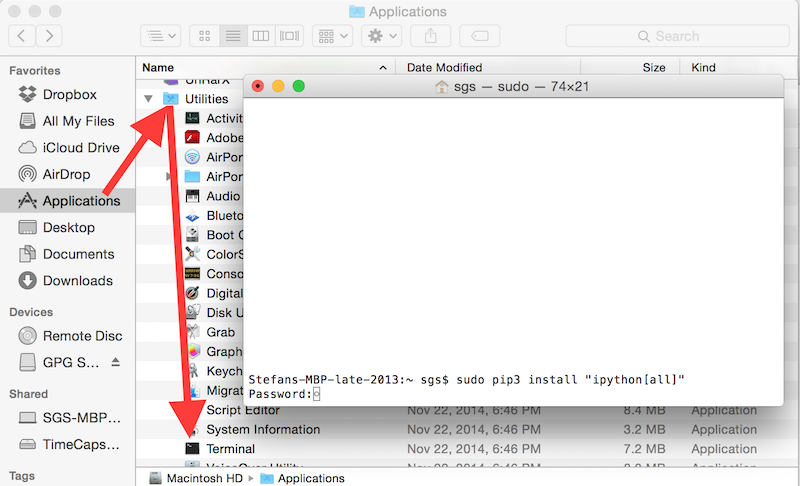 Applications
Search
Favorites
Dropbox
All My Files
iCloud Drive
AirDrop
Applications
Desktop
Documents
Downloads
Devices
Remote Disc
GPG S...
Shared
SGS-MBP...
TimeCaps...
Tags
Name Date Modified Size Kind
Utilities
Activit
Adobe
AirPor
AirPor
Audio
Blueto
Boot C
ColorS
Conso
Digital
Disk U
Grab
Graph
Keych
Migrat
Script Editor Nov 22, 2014, 6:46 PM 8.4 MB Application
System Information Nov 22, 2014, 6:46 PM 3.2 MB Application
Terminal Nov 22, 2014, 6:46 PM 7.2 MB Application
Macintosh HD Applications
sgs — sudo — 74×21
Stefans-MBP-late-2013:~ sgs$ sudo pip3 install "ipython[all]"
Password: